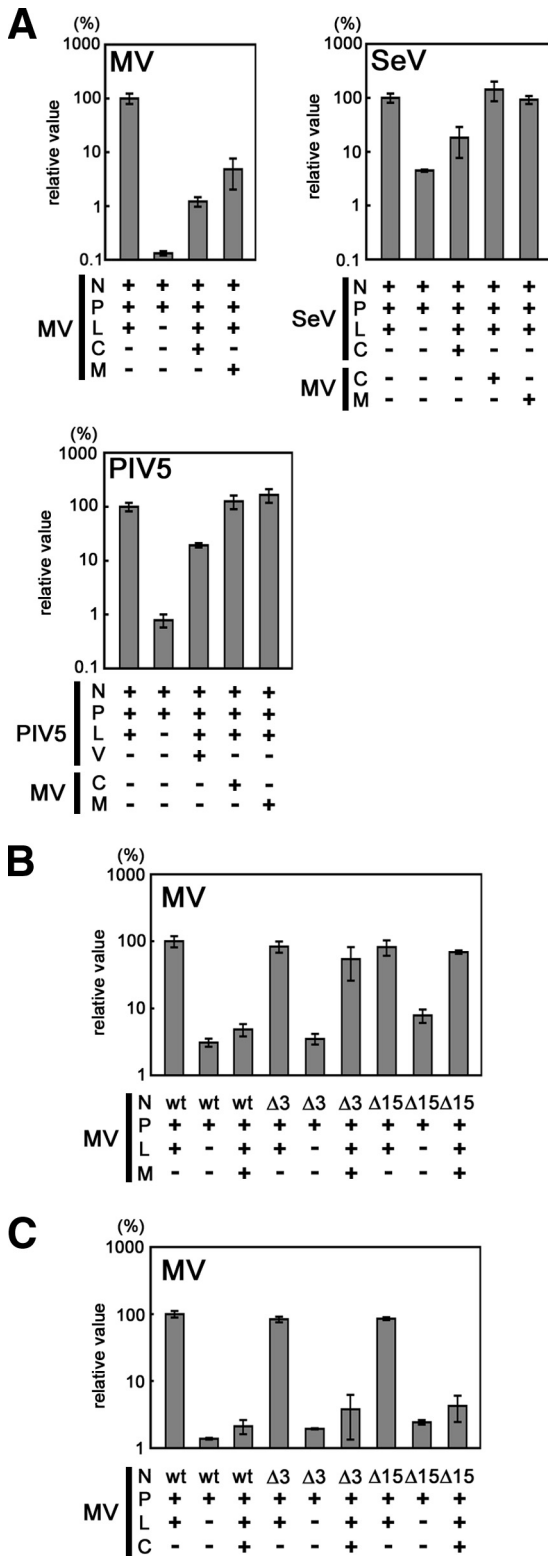 A
(%)
1000
100
10
1
0.1
relative value
MV
N + + + +
P + + + +
MV L + - + +
C - - + -
M - - - +
(%)
1000
100
10
1
0.1
relative value
SeV
N + + + + +
P + + + + +
SeV L + - + + +
C - - + - -
MV C - - - + -
M - - - - +
(%)
1000
100
10
1
0.1
relative value
PIV5
N + + + + +
P + + + + +
PIV5 L + - + + +
V - - + - -
MV C - - - + -
M - - - - +
B
(%)
1000
100
10
1
relative value
MV
N wt wt wt Δ3 Δ3 Δ3 Δ15 Δ15 Δ15
P + + + + + + + + +
MV L + - + + - + + - +
M - - + - - + - - +
C
(%)
1000
100
10
1
relative value
MV
N wt wt wt Δ3 Δ3 Δ3 Δ15 Δ15 Δ15
P + + + + + + + + +
MV L + - + + - + + - +
C - - + - - + - - +